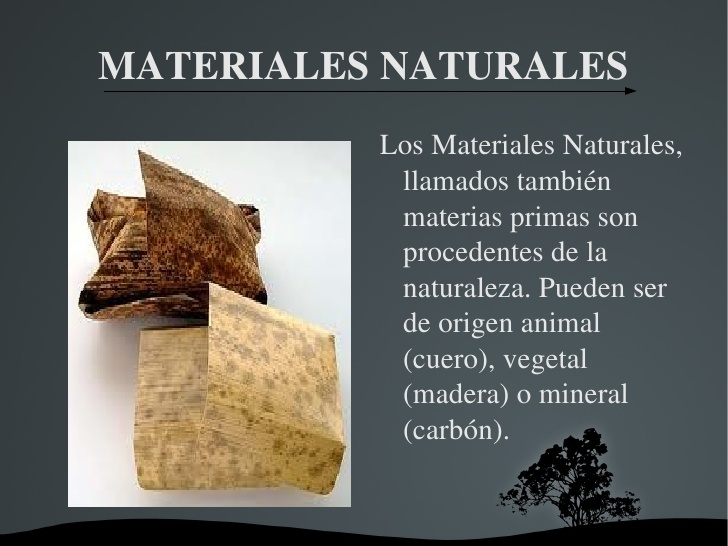 MATERIALES NATURALES
Los Materiales Naturales,
llamados también
materias primas son
procedentes de la
naturaleza. Pueden ser
de origen animal
(cuero), vegetal
(madera) o mineral
(carbón).